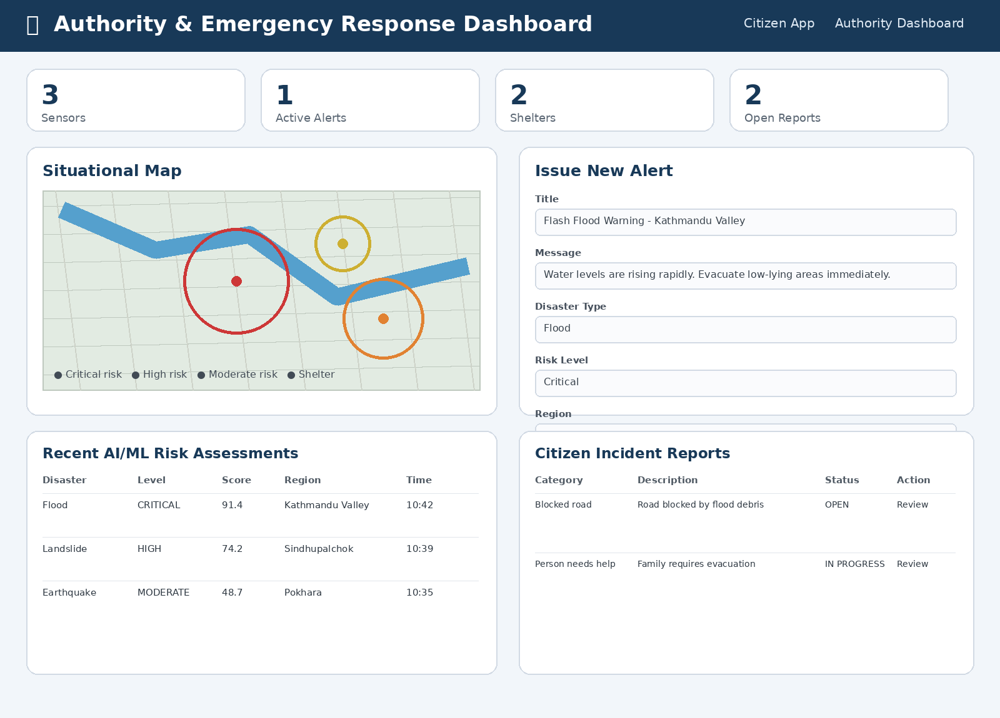 Authority & Emergency Response Dashboard
Citizen App Authority Dashboard
3
Sensors
1
Active Alerts
2
Shelters
2
Open Reports
Situational Map
Critical risk High risk Moderate risk Shelter
Issue New Alert
Title
Flash Flood Warning - Kathmandu Valley
Message
Water levels are rising rapidly. Evacuate low-lying areas immediately.
Disaster Type
Flood
Risk Level
Critical
Region
Recent AI/ML Risk Assessments
Disaster Level Score Region Time
Flood CRITICAL 91.4 Kathmandu Valley 10:42
Landslide HIGH 74.2 Sindhupalchok 10:39
Earthquake MODERATE 48.7 Pokhara 10:35
Citizen Incident Reports
Category Description Status Action
Blocked road Road blocked by flood debris OPEN Review
Person needs help Family requires evacuation IN PROGRESS Review